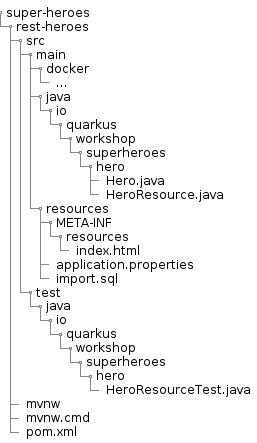 super-heroes
rest-heroes
src
main
docker
...
java
io
quarkus
workshop
superheroes
hero
Hero.java
HeroResource.java
resources
META-INF
resources
index.html
application.properties
import.sql
test
java
io
quarkus
workshop
superheroes
hero
HeroResourceTest.java
mvnw
mvnw.cmd
pom.xml